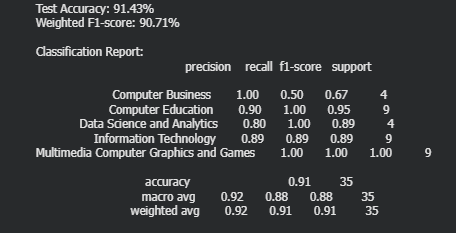 Test Accuracy: 91.43%
Weighted F1-score: 90.71%
Classification Report:
precision recall f1-score support
Computer Business 1.00 0.50 0.67 4
Computer Education 0.90 1.00 0.95 9
Data Science and Analytics 0.80 1.00 0.89 4
Information Technology 0.89 0.89 0.89 9
Multimedia Computer Graphics and Games 1.00 1.00 1.00 9
accuracy 0.91 35
macro avg 0.92 0.88 0.88 35
weighted avg 0.92 0.91 0.91 35